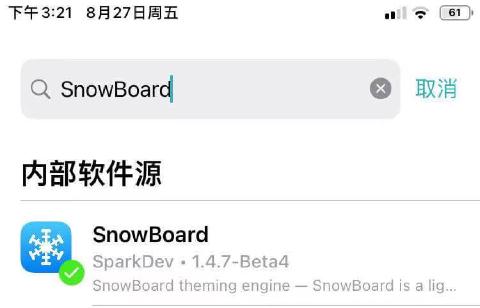 下午3:21 8月27日周五 61
SnowBoard 取消
内部软件源
SnowBoard
SparkDev • 1.4.7-Beta4
SnowBoard theming engine — SnowBoard is a lig...